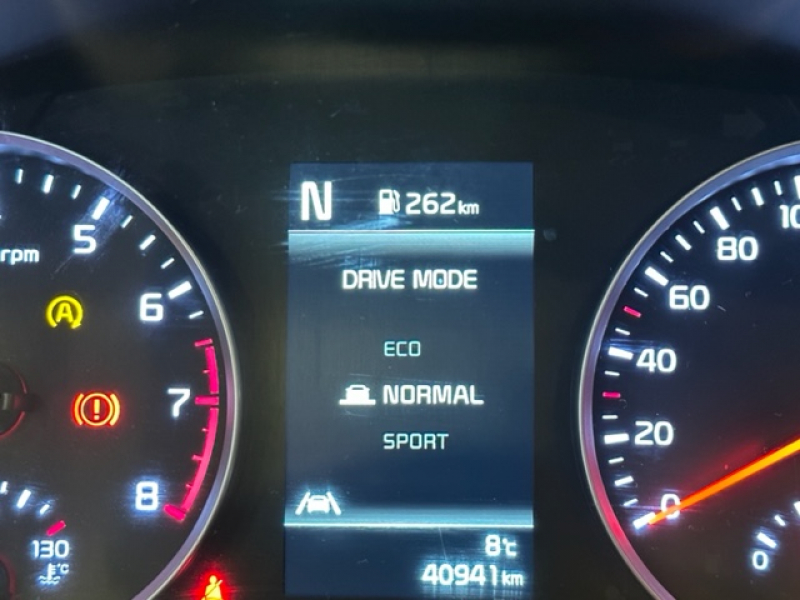 N 262 km
DRIVE MODE
ECO
NORMAL
SPORT
8°C
40941 km
rpm
5
6
7
8
A
!
130
°C
80
60
40
20
0
0